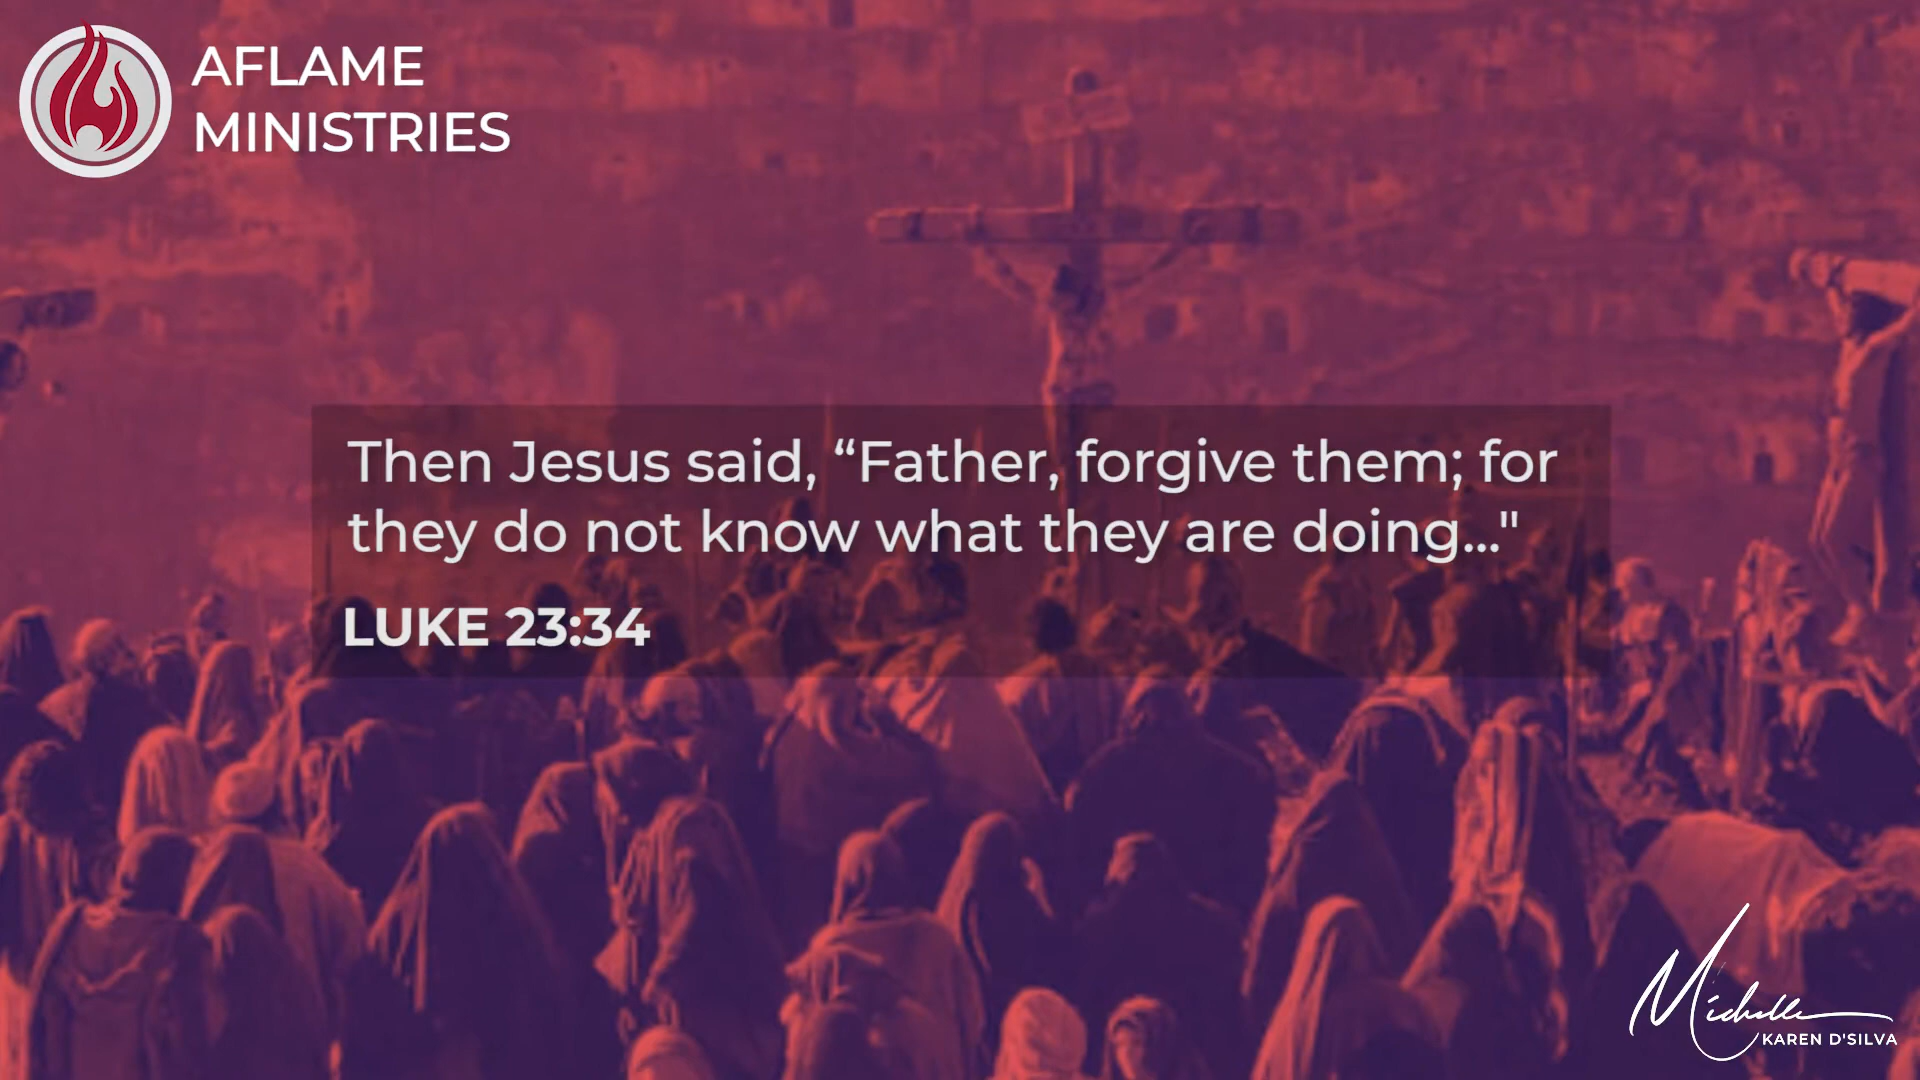 AFLAME
MINISTRIES
Then Jesus said, “Father, forgive them; for
they do not know what they are doing..."
LUKE 23:34
Michelle
KAREN D'SILVA